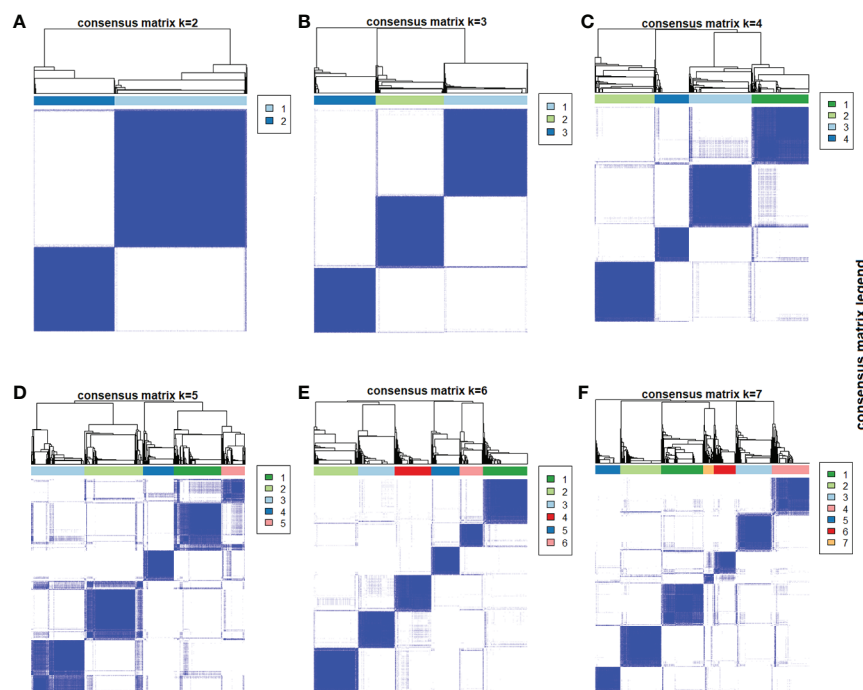 A
consensus matrix k=2
1
2
B
consensus matrix k=3
1
2
3
C
consensus matrix k=4
1
2
3
4
consensus matrix legend
D
consensus matrix k=5
1
2
3
4
5
E
consensus matrix k=6
1
2
3
4
5
6
F
consensus matrix k=7
1
2
3
4
5
6
7